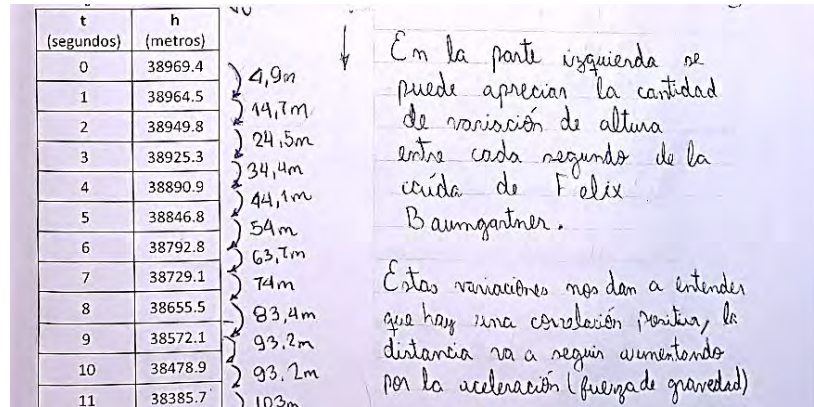 t h
(segundos) (metros)
0 38969.4
4,9m
1 38964.5
14,7m
2 38949.8
24,5m
3 38925.3
34,4m
4 38890.9
44,1m
5 38846.8
54m
6 38792.8
63,7m
7 38729.1
74m
8 38655.5
83,4m
9 38572.1
93,2m
10 38478.9
93,2m
11 38385.7
103m
En la parte izquierda se
puede apreciar la cantidad
de variación de altura
entre cada segundo de la
caída de Felix
Baumgartner.
Estas variaciones nos dan a entender
que hay una correlación positiva, la
distancia va a seguir aumentando
por la aceleración (fuerza de gravedad)